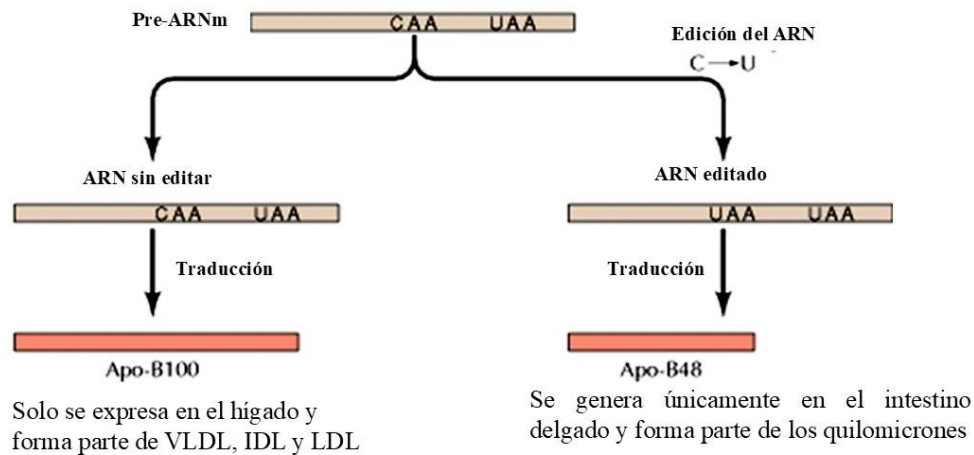 Pre-ARNm
CAA UAA
Edición del ARN
C→U
ARN sin editar
ARN editado
CAA UAA
UAA UAA
Traducción
Traducción
Apo-B100
Apo-B48
Solo se expresa en el hígado y
forma parte de VLDL, IDL y LDL
Se genera únicamente en el intestino
delgado y forma parte de los quilomicrones